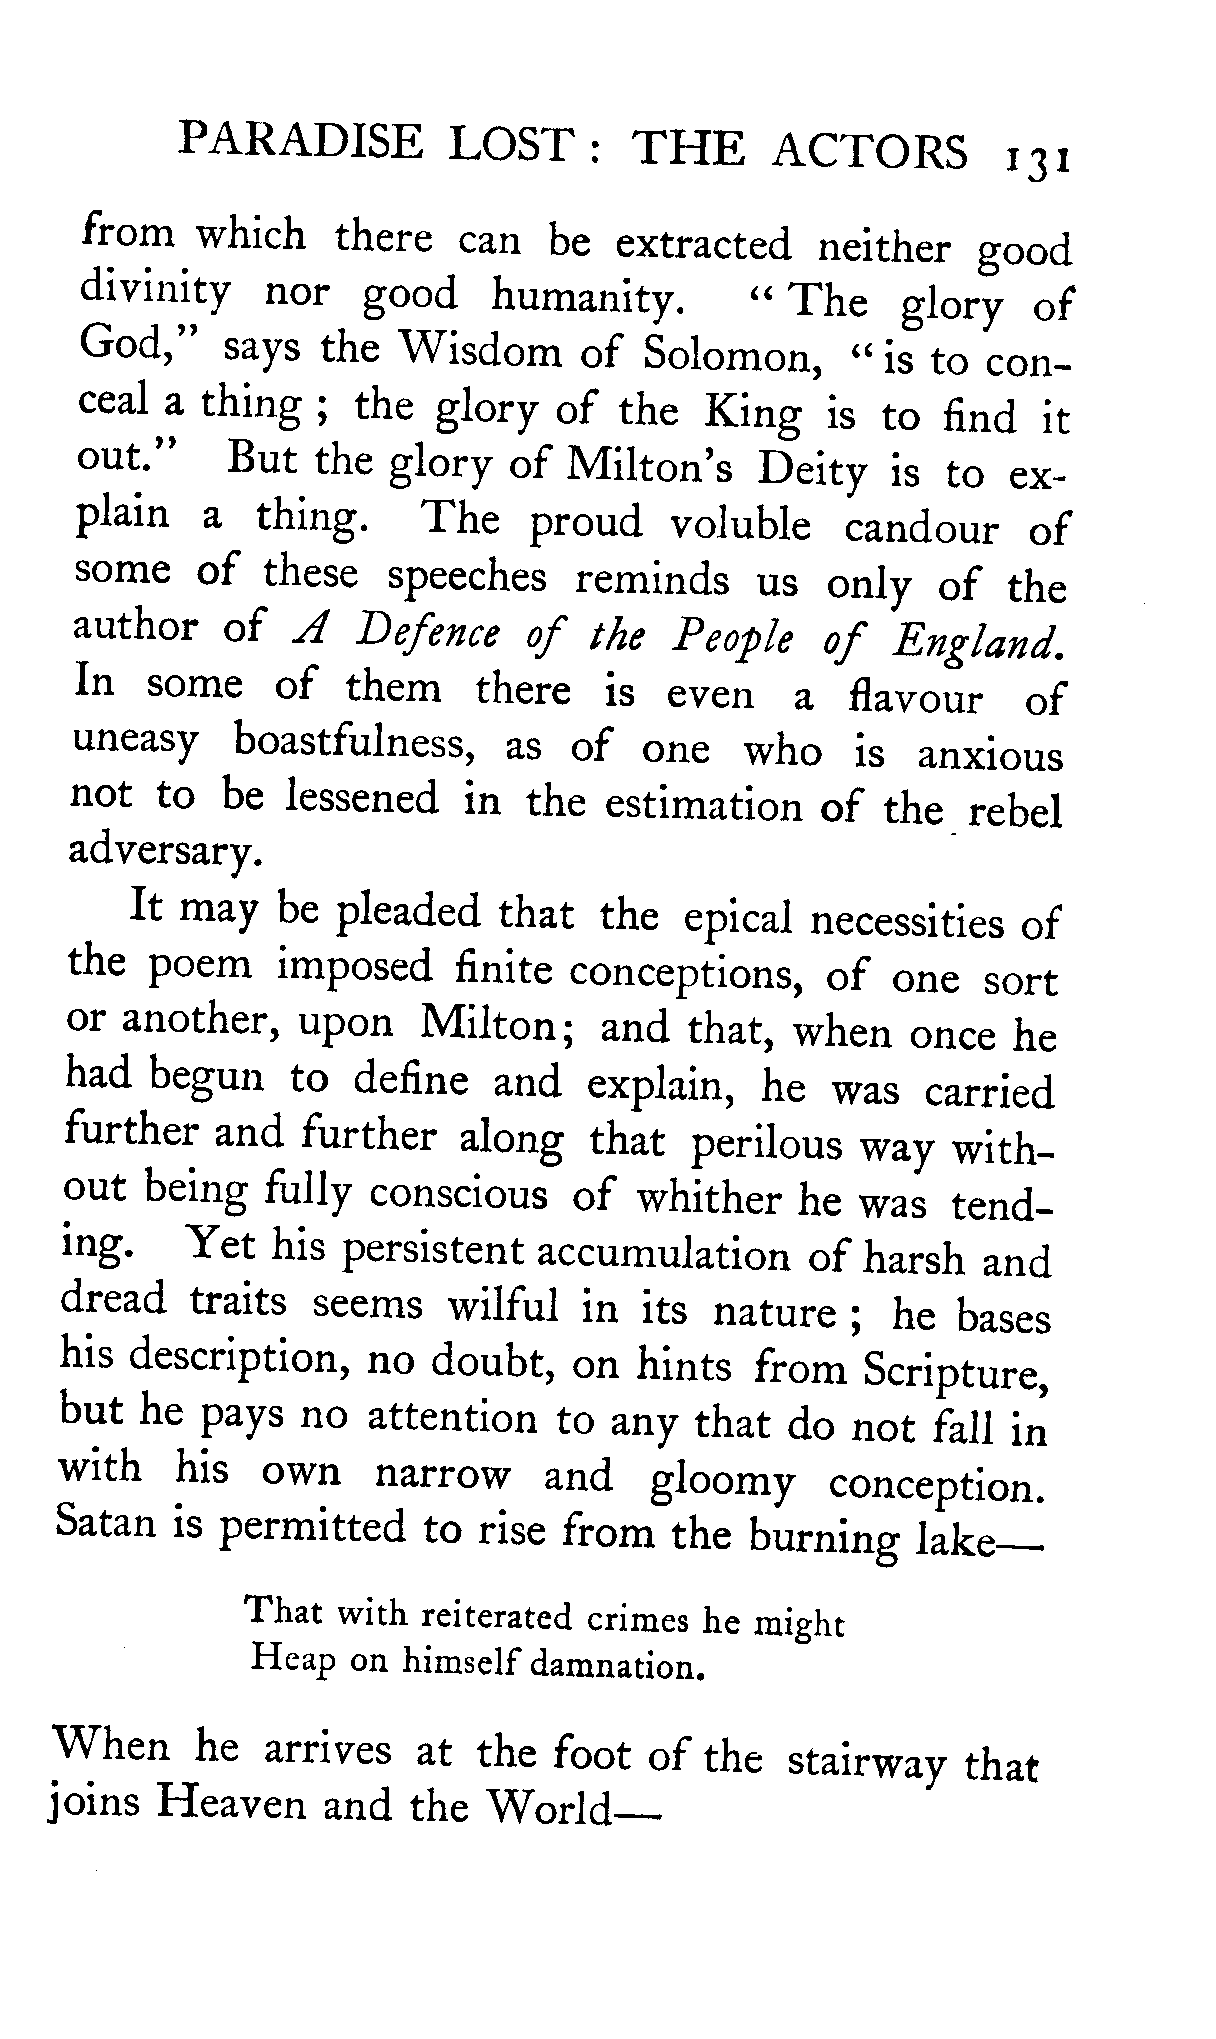 PARADISE LOST: THE ACTORS 131
from which there can be extracted neither good
divinity nor good humanity. “The glory of
God,” says the Wisdom of Solomon, “is to con-
ceal a thing; the glory of the King is to find it
out.” But the glory of Milton’s Deity is to ex-
plain a thing. The proud voluble candour of
some of these speeches reminds us only of the
author of A Defence of the People of England.
In some of them there is even a flavour of
uneasy boastfulness, as of one who is anxious
not to be lessened in the estimation of the rebel
adversary.
It may be pleaded that the epical necessities of
the poem imposed finite conceptions, of one sort
or another, upon Milton; and that, when once he
had begun to define and explain, he was carried
further and further along that perilous way with-
out being fully conscious of whither he was tend-
ing. Yet his persistent accumulation of harsh and
dread traits seems wilful in its nature; he bases
his description, no doubt, on hints from Scripture,
but he pays no attention to any that do not fall in
with his own narrow and gloomy conception.
Satan is permitted to rise from the burning lake—
That with reiterated crimes he might
Heap on himself damnation.
When he arrives at the foot of the stairway that
joins Heaven and the World—